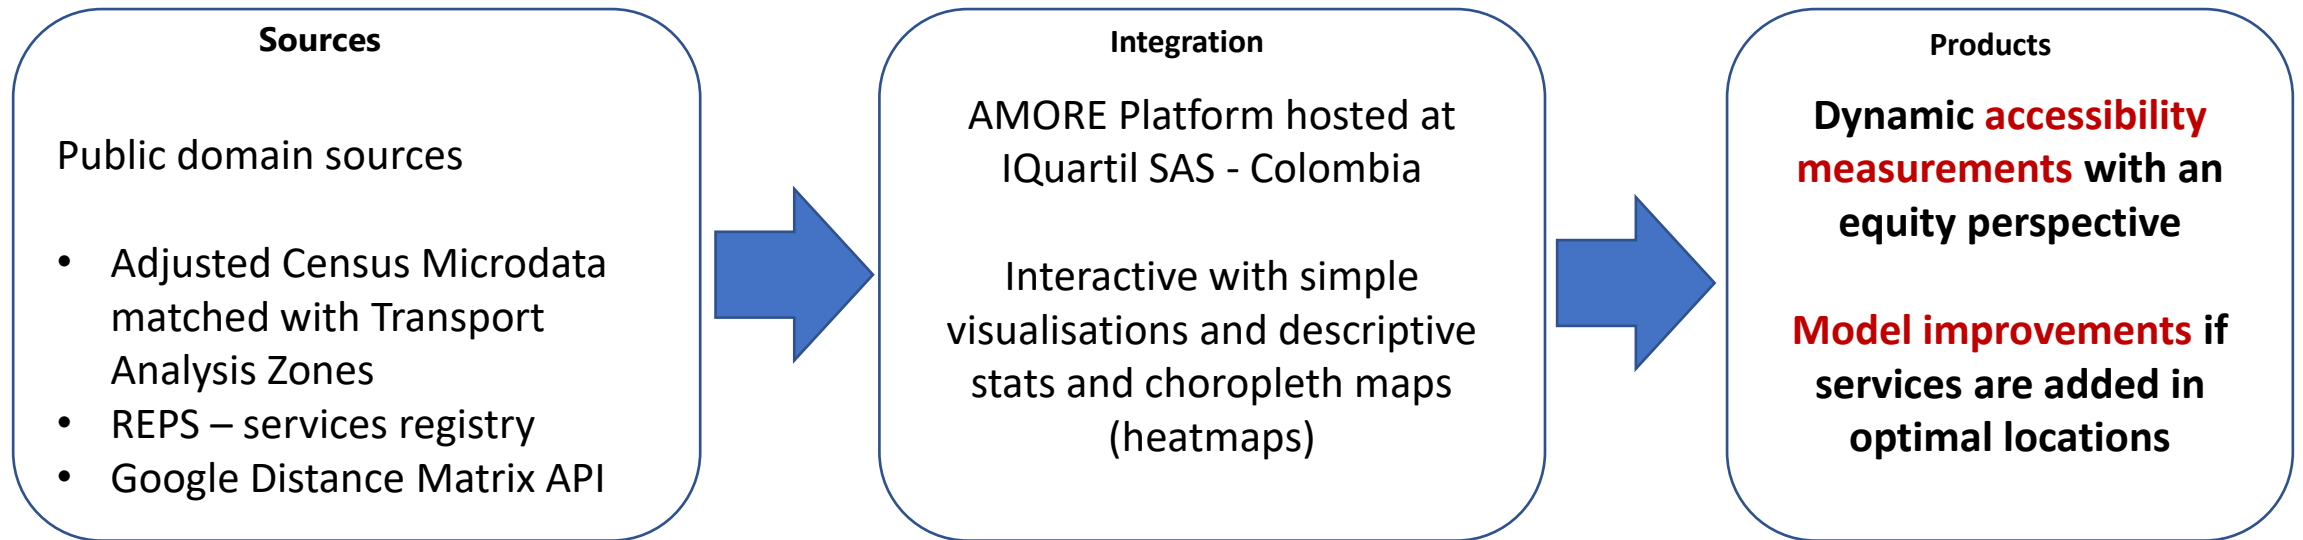 Sources
Public domain sources
• Adjusted Census Microdata
matched with Transport
Analysis Zones
• REPS – services registry
• Google Distance Matrix API
Integration
AMORE Platform hosted at
IQuartil SAS - Colombia
Interactive with simple
visualisations and descriptive
stats and choropleth maps
(heatmaps)
Products
Dynamic accessibility
measurements with an
equity perspective
Model improvements if
services are added in
optimal locations